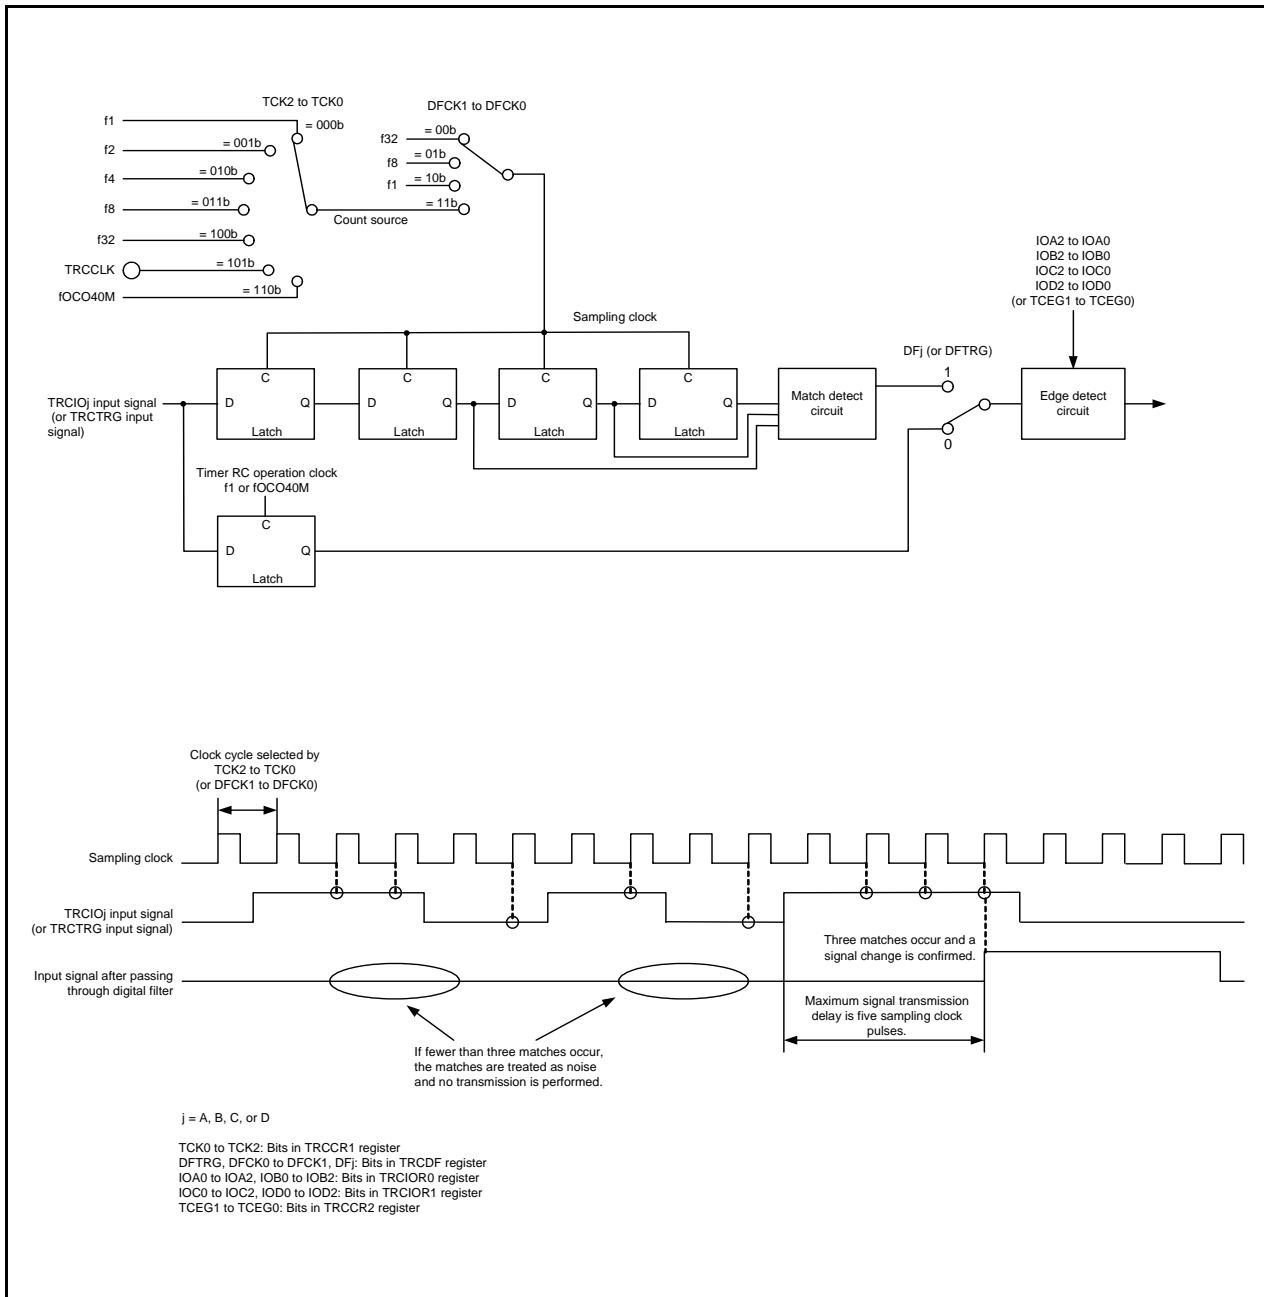 TCK2 to TCK0
DFCK1 to DFCK0
f1
= 000b
f2
= 001b
f4
= 010b
f8
= 011b
f32
= 100b
TRCCLK
= 101b
fOCO40M
= 110b
Count source
f32
= 00b
f8
= 01b
f1
= 10b
= 11b
IOA2 to IOA0
IOB2 to IOB0
IOC2 to IOC0
IOD2 to IOD0
(or TCEG1 to TCEG0)
Sampling clock
DFj (or DFTRG)
1
0
TRCIOj input signal
(or TRCTRG input
signal)
C
D
Q
Latch
C
D
Q
Latch
C
D
Q
Latch
C
D
Q
Latch
Match detect
circuit
Edge detect
circuit
Timer RC operation clock
f1 or fOCO40M
C
D
Q
Latch
Clock cycle selected by
TCK2 to TCK0
(or DFCK1 to DFCK0)
Sampling clock
TRCIOj input signal
(or TRCTRG input signal)
Three matches occur and a
signal change is confirmed.
Input signal after passing
through digital filter
Maximum signal transmission
delay is five sampling clock
pulses.
If fewer than three matches occur,
the matches are treated as noise
and no transmission is performed.
j = A, B, C, or D
TCK0 to TCK2: Bits in TRCCR1 register
DFTRG, DFCK0 to DFCK1, DFj: Bits in TRCDF register
IOA0 to IOA2, IOB0 to IOB2: Bits in TRCIOR0 register
IOC0 to IOC2, IOD0 to IOD2: Bits in TRCIOR1 register
TCEG1 to TCEG0: Bits in TRCCR2 register